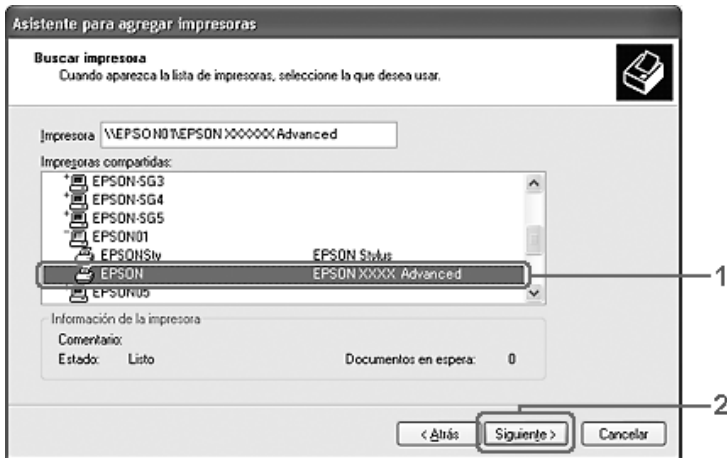 Asistente para agregar impresoras
Buscar impresora
Cuando aparezca la lista de impresoras, seleccione la que desea usar.
Impresora \\EPSON01\EPSON XXXXXX Advanced
Impresoras compartidas:
EPSON-SG3
EPSON-SG4
EPSON-SG5
EPSON01
EPSONSty EPSON Stylus
EPSON EPSON XXXX Advanced
1
EPSON05
Información de la impresora
Comentario:
Estado: Listo Documentos en espera: 0
2
< Atrás Siguiente > Cancelar